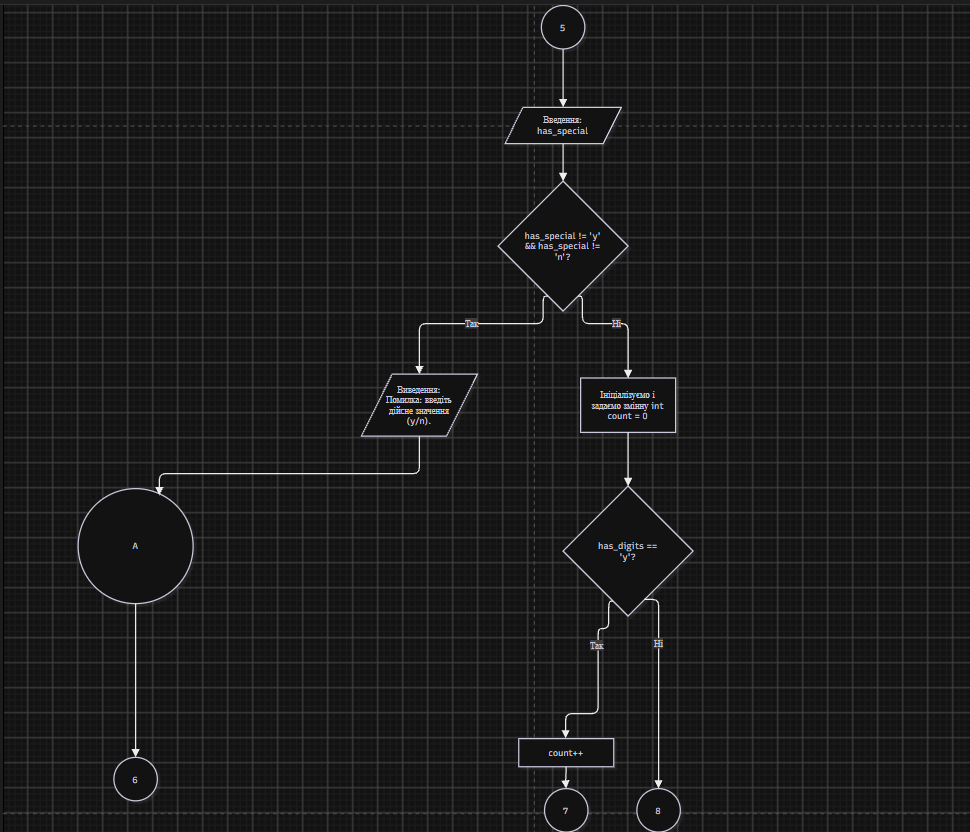 5
Введення:
has_special
has_special != 'y'
&& has_special !=
'n'?
Так
Ні
Виведення:
Помилка: введіть
дійсне значення
(y/n).
Ініціалізуємо і
задаємо змінну int
count = 0
A
has_digits ==
'y'?
Так
Ні
count++
6
7
8